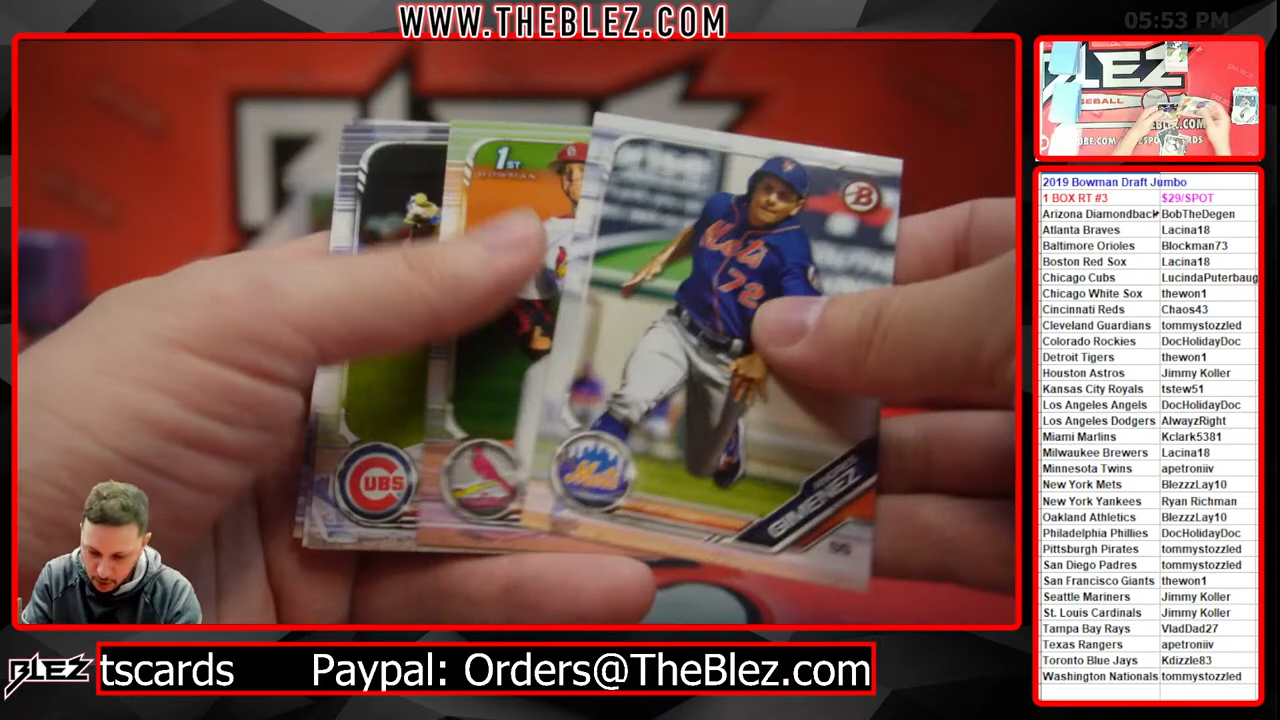 WWW.THEBLEZ.COM
05:53 PM
1ST
BOWMAN
B
Mets
72
CUBS
Mets
GIMENEZ
BLEZ
BASEBALL
2019 Bowman Draft Jumbo
1 BOX RT #3 $29/SPOT
Arizona Diamondback BobTheDegen
Atlanta Braves Lacina18
Baltimore Orioles Blockman73
Boston Red Sox Lacina18
Chicago Cubs LucindaPuterbaug
Chicago White Sox thewon1
Cincinnati Reds Chaos43
Cleveland Guardians tommystozzled
Colorado Rockies DocHolidayDoc
Detroit Tigers thewon1
Houston Astros Jimmy Koller
Kansas City Royals tstew51
Los Angeles Angels DocHolidayDoc
Los Angeles Dodgers AlwayzRight
Miami Marlins Kclark5381
Milwaukee Brewers Lacina18
Minnesota Twins apetroniiv
New York Mets BlezzzLay10
New York Yankees Ryan Richman
Oakland Athletics BlezzzLay10
Philadelphia Phillies DocHolidayDoc
Pittsburgh Pirates tommystozzled
San Diego Padres tommystozzled
San Francisco Giants thewon1
Seattle Mariners Jimmy Koller
St. Louis Cardinals Jimmy Koller
Tampa Bay Rays VladDad27
Texas Rangers apetroniiv
Toronto Blue Jays Kdizzle83
Washington Nationals tommystozzled
BLEZ
tscards Paypal: Orders@TheBlez.com